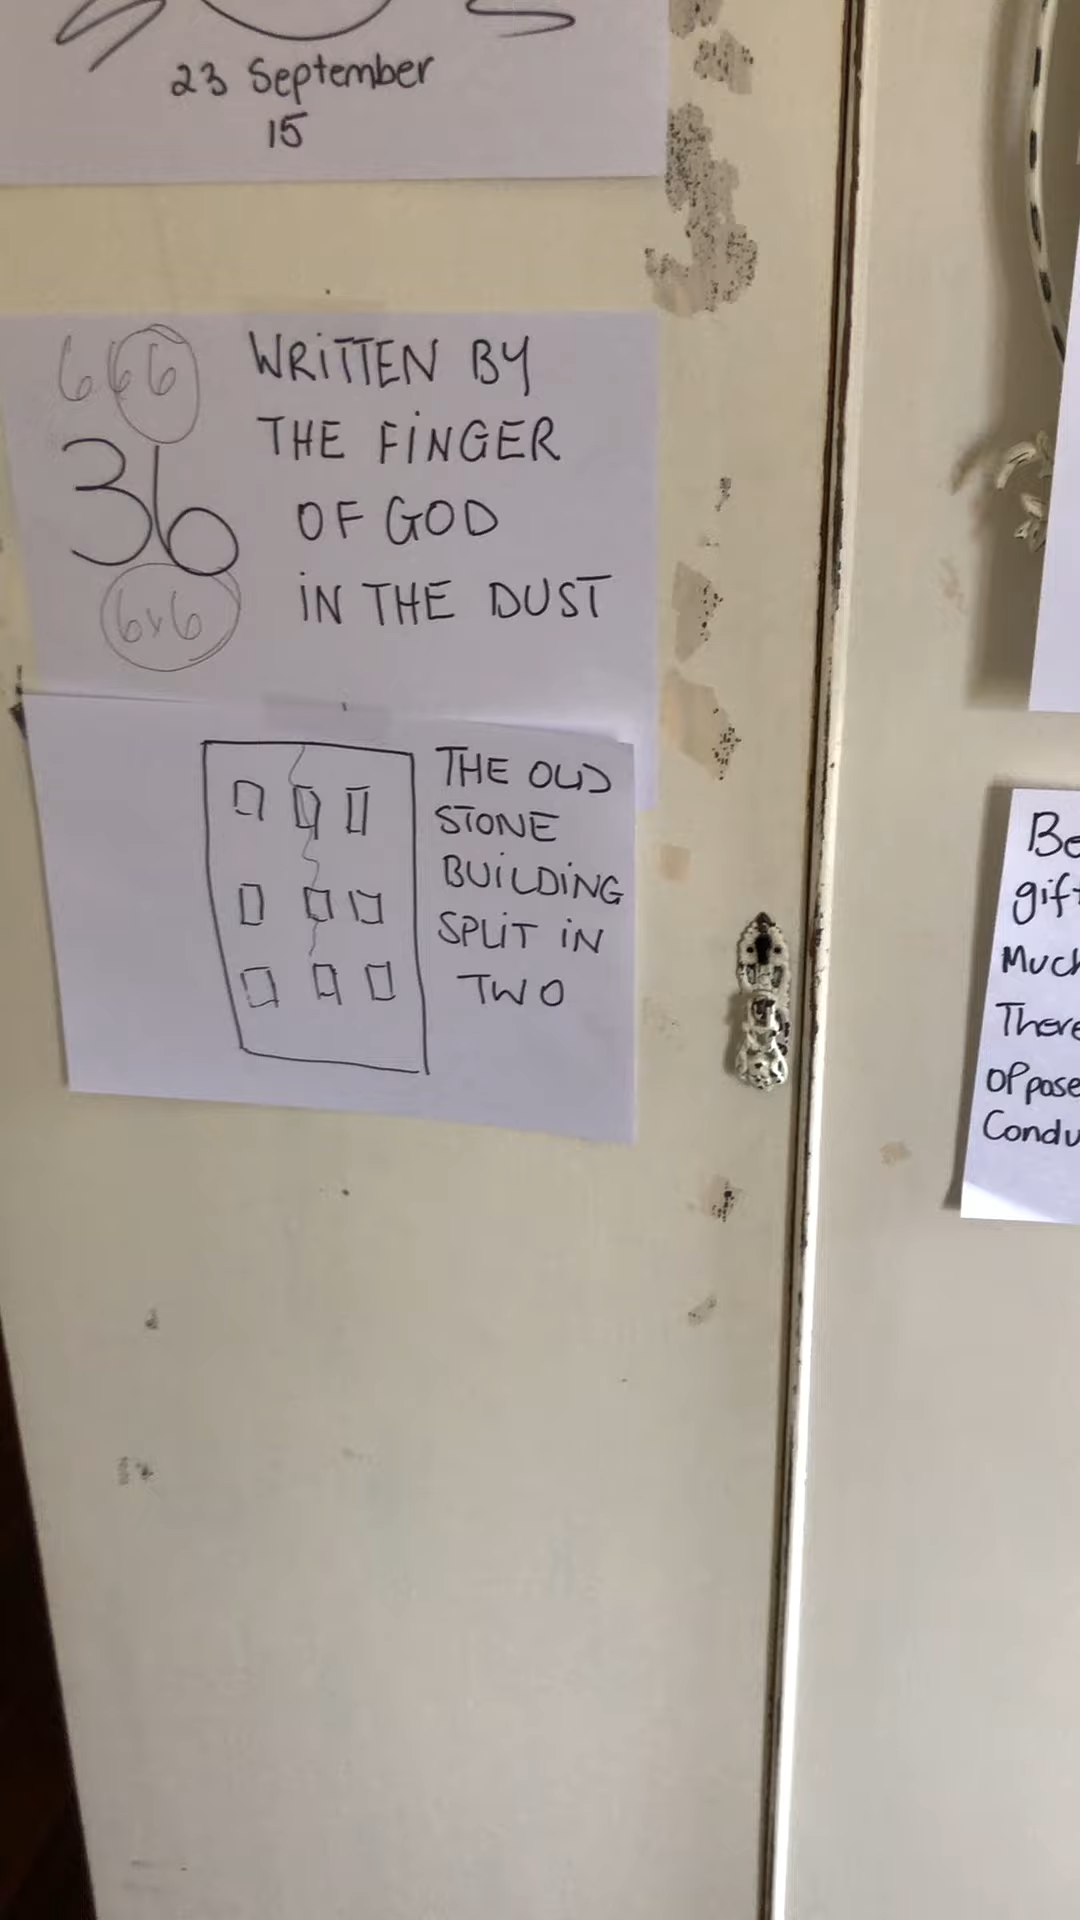 23 September
15
666
WRITTEN BY
THE FINGER
36
OF GOD
6x6
IN THE DUST
THE OLD
STONE
BUILDING
SPLIT IN
TWO
Much